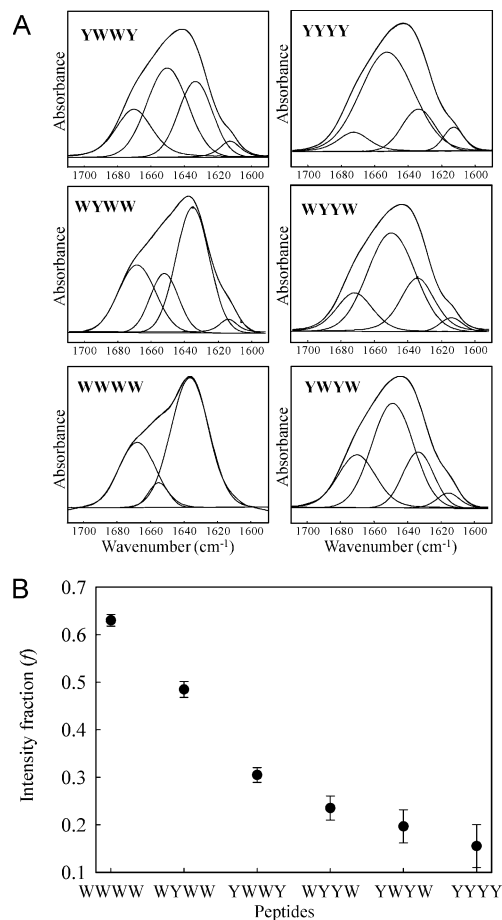 A
YWWY
YYYY
Absorbance
Absorbance
1700 1680 1660 1640 1620 1600
1700 1680 1660 1640 1620 1600
WYWW
WYYW
Absorbance
Absorbance
1700 1680 1660 1640 1620 1600
1700 1680 1660 1640 1620 1600
WWWW
YWYW
Absorbance
Absorbance
1700 1680 1660 1640 1620 1600
1700 1680 1660 1640 1620 1600
Wavenumber (cm-1)
Wavenumber (cm-1)
B
0.7
0.6
0.5
0.3
0.2
0.1
Intensity fraction (f)
WWWW WYWW YWWY WYYW YWYW YYYY
Peptides